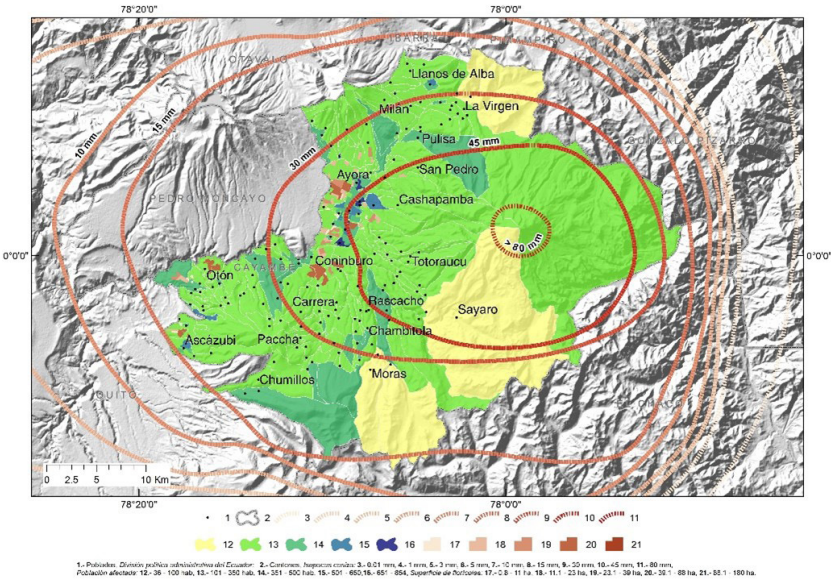 78°20'0" 78°0'0"
IBARRA PIMAMPIRO
OTAVALO
Llanos de Alba
Milán La Virgen
15 mm
10 mm
45 mm
Pulisa GONZALO PIZARRO
30 mm
San Pedro
Ayora
PEDRO MONCAYO Cashapamba
> 80 mm
0°0'0" 0°0'0"
Coninburo Totoraucu
CAYAMBE
Otón
Carrera Rascacho
Sayaro
Chambitola
Ascázubi Paccha
Moras
Chumillos
QUITO EL CHACO
0 2.5 5 10 Km
78°20'0" 78°0'0"
1 2 3 4 5 6 7 8 9 10 11
12 13 14 15 16 17 18 19 20 21
1.- Poblados. División política administrativa del Ecuador: 2.- Cantones, Isopacas ceniza: 3.- 0.01 mm, 4.- 1 mm, 5.- 3 mm, 6.- 5 mm, 7.- 10 mm, 8.- 15 mm, 9.- 30 mm, 10.- 45 mm, 11.- 80 mm,
Población afectada: 12.- 36 - 100 hab, 13.- 101 - 350 hab, 14.- 351 - 500 hab, 15.- 501 - 650, 16.- 651 - 854, Superficie de florícores. 17.- 0.8 - 11 ha, 18.- 11.1 - 23 ha, 19.- 23.1 - 39 ha, 20.- 39.1 - 88 ha, 21.- 88.1 - 180 ha.